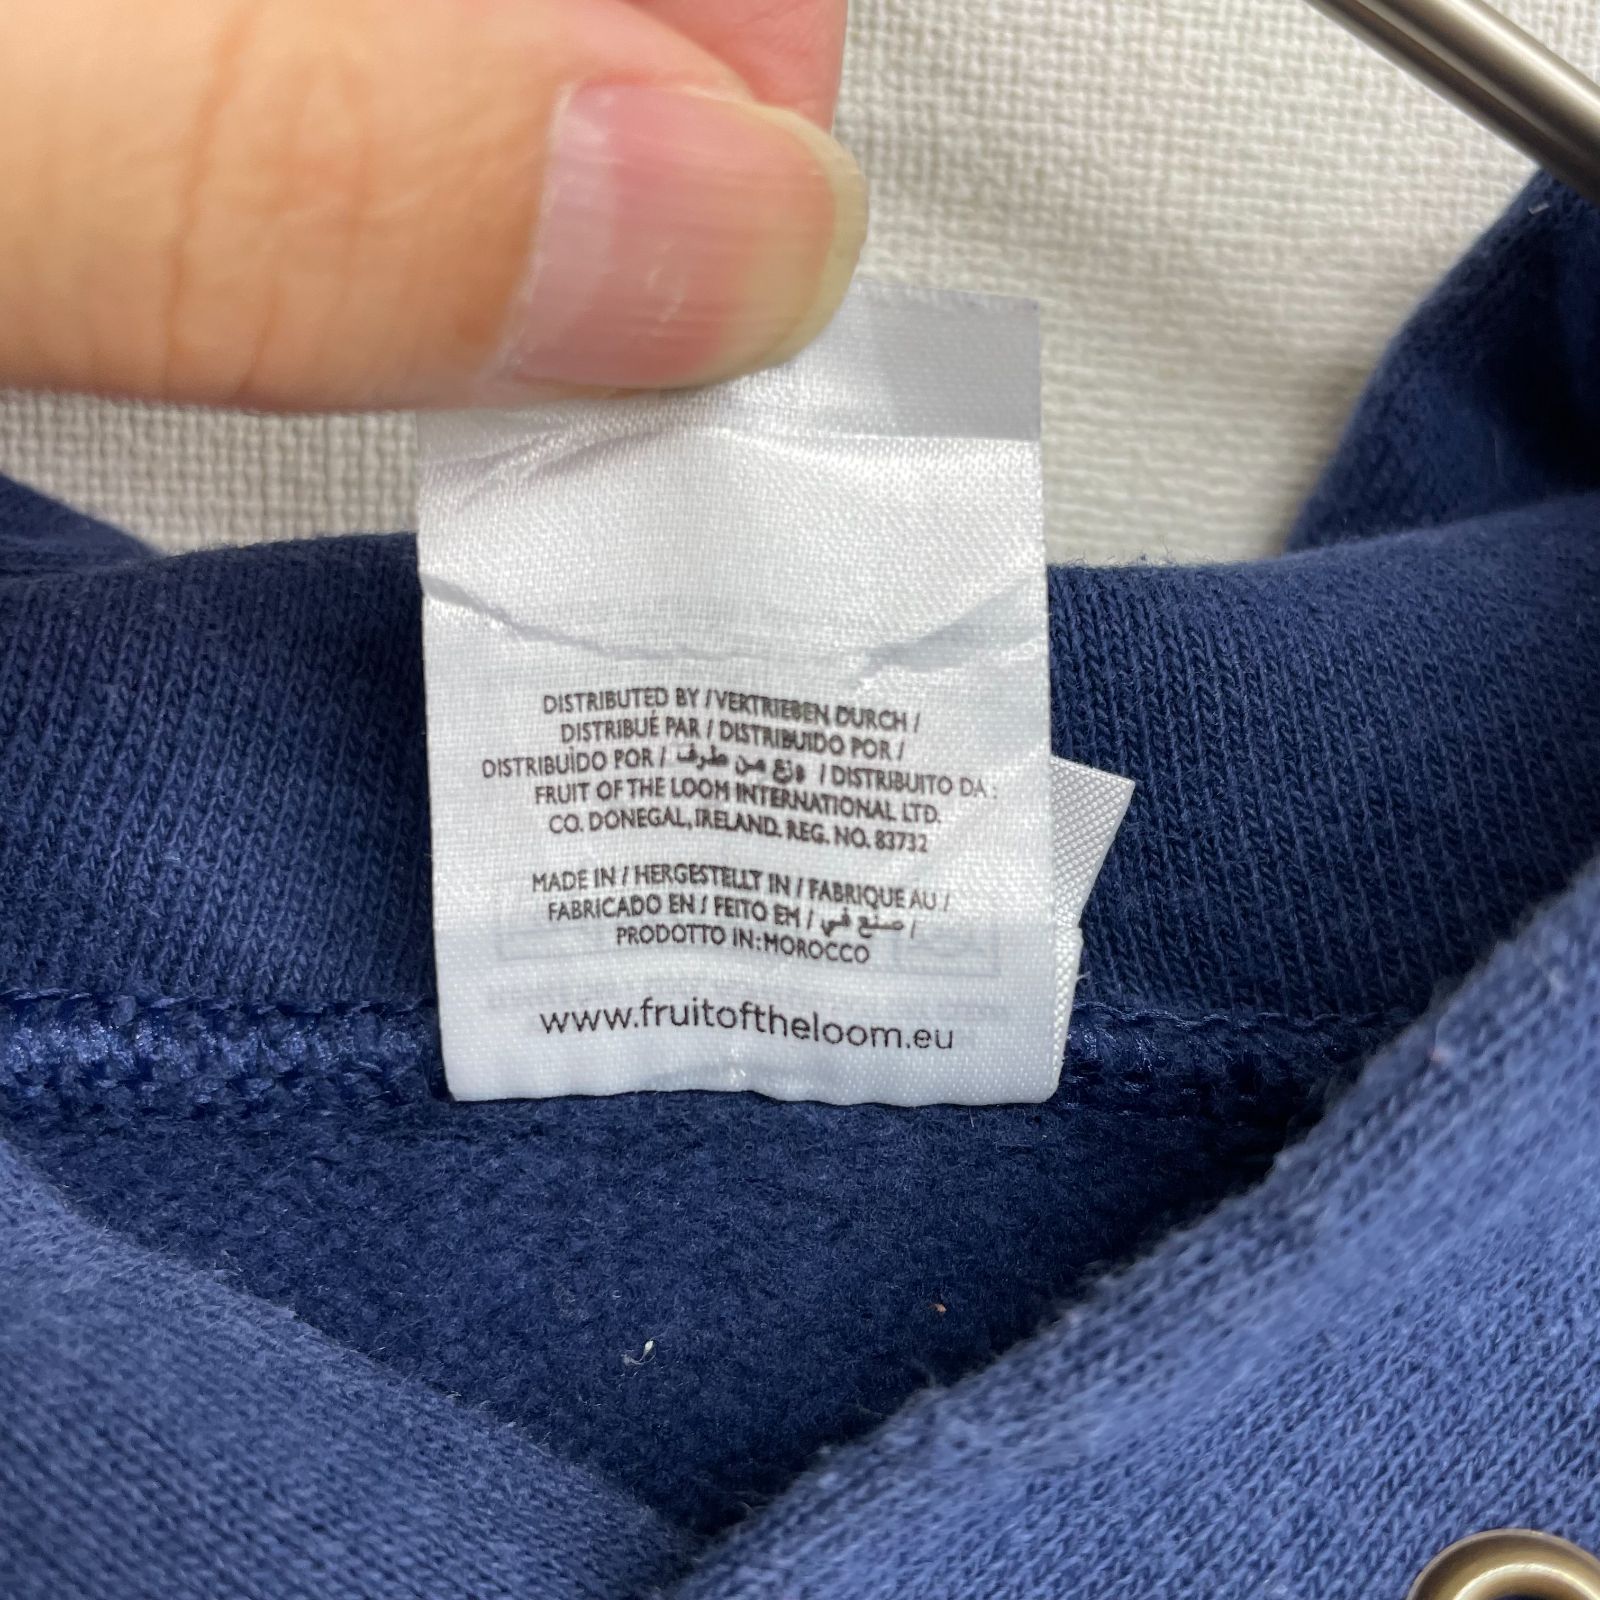 DISTRIBUTED BY / VERTRIEBEN DURCH /
DISTRIBUÉ PAR / DISTRIBUIDO POR /
DISTRIBUÍDO POR / وزع من طرف / DISTRIBUITO DA :
FRUIT OF THE LOOM INTERNATIONAL LTD.
CO. DONEGAL, IRELAND. REG. NO. 83732
MADE IN / HERGESTELLT IN / FABRIQUE AU /
FABRICADO EN / FEITO EM / صنع في /
PRODOTTO IN: MOROCCO
www.fruitoftheloom.eu